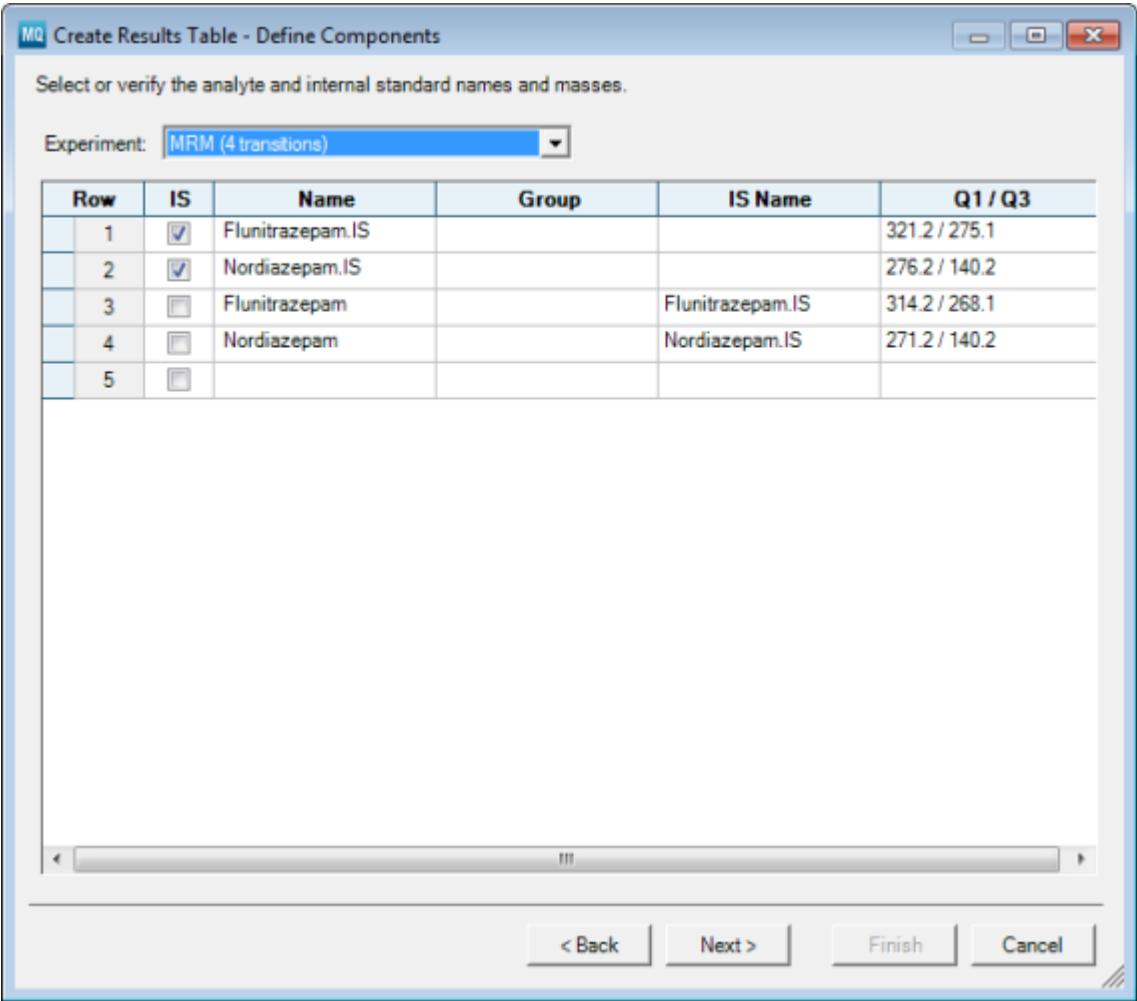 MQ Create Results Table - Define Components
Select or verify the analyte and internal standard names and masses.
Experiment: MRM (4 transitions)
Row IS Name Group IS Name Q1 / Q3
1 Flunitrazepam.IS 321.2 / 275.1
2 Nordiazepam.IS 276.2 / 140.2
3 Flunitrazepam Flunitrazepam.IS 314.2 / 268.1
4 Nordiazepam Nordiazepam.IS 271.2 / 140.2
5
< Back Next > Finish Cancel